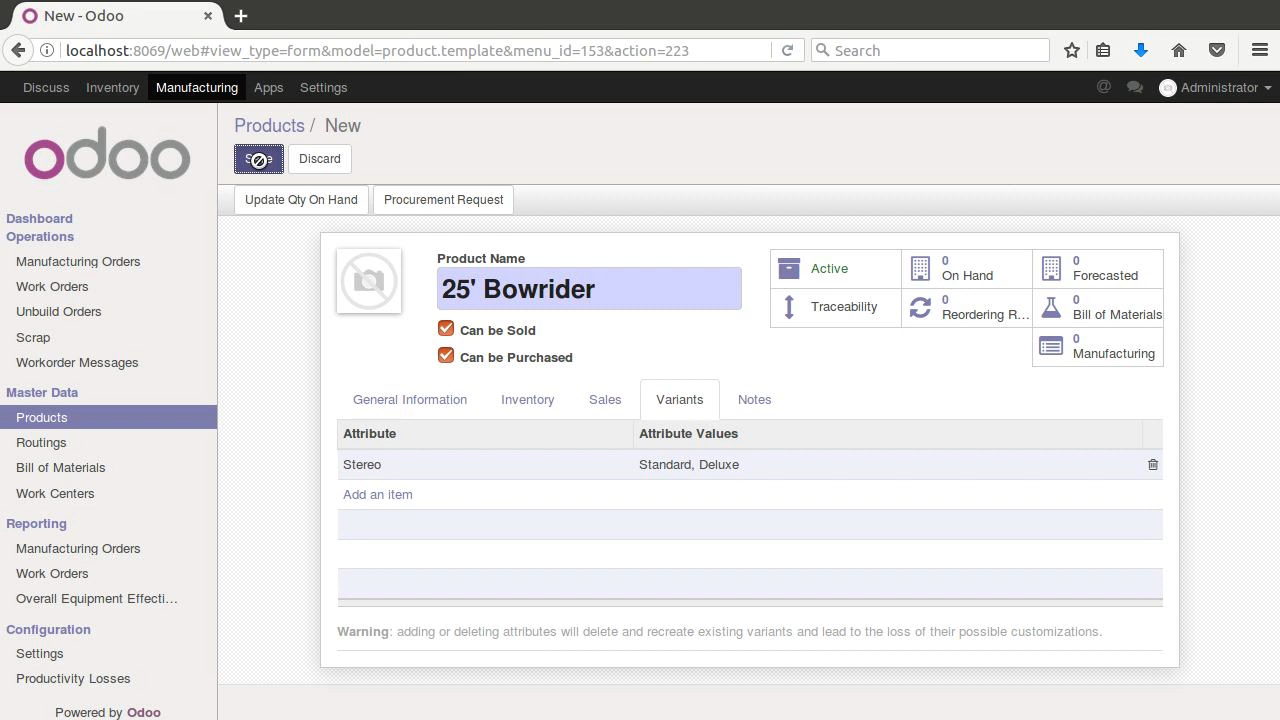 New - Odoo
localhost:8069/web#view_type=form&model=product.template&menu_id=153&action=223
Search
Discuss Inventory Manufacturing Apps Settings
@ Administrator
odoo
Products / New
Discard
Update Qty On Hand Procurement Request
Dashboard
Operations
Manufacturing Orders
Work Orders
Unbuild Orders
Scrap
Workorder Messages
Master Data
Products
Routings
Bill of Materials
Work Centers
Reporting
Manufacturing Orders
Work Orders
Overall Equipment Effecti...
Configuration
Settings
Productivity Losses
Powered by Odoo
Product Name
25' Bowrider
Can be Sold
Can be Purchased
Active
0 On Hand
0 Forecasted
Traceability
0 Reordering R...
0 Bill of Materials
0 Manufacturing
General Information Inventory Sales Variants Notes
Attribute Attribute Values
Stereo Standard, Deluxe
Add an item
Warning: adding or deleting attributes will delete and recreate existing variants and lead to the loss of their possible customizations.